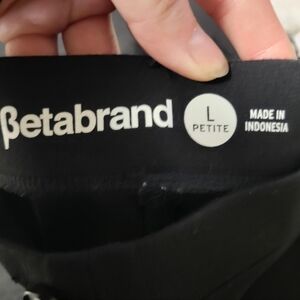 βetabrand
L
PETITE
MADE IN
INDONESIA